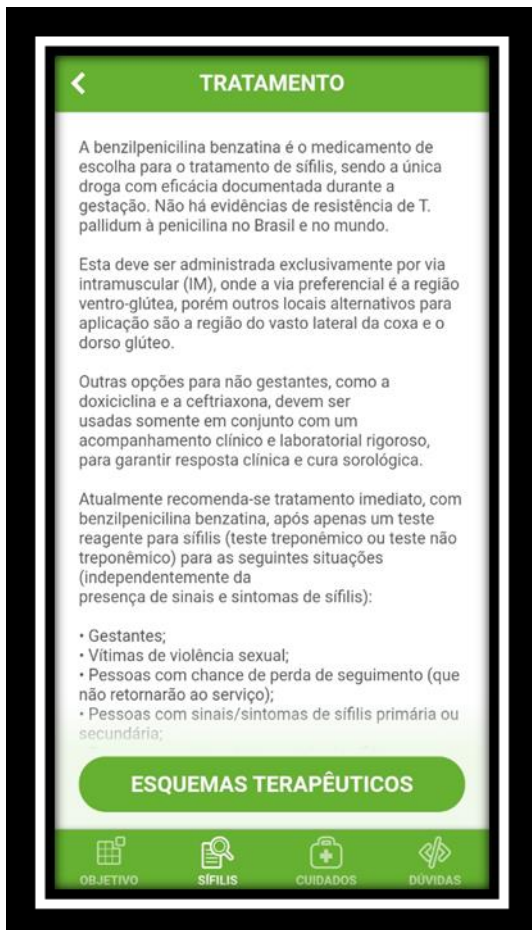 TRATAMENTO
A benzilpenicilina benzatina é o medicamento de
escolha para o tratamento de sífilis, sendo a única
droga com eficácia documentada durante a
gestação. Não há evidências de resistência de T.
pallidum à penicilina no Brasil e no mundo.
Esta deve ser administrada exclusivamente por via
intramuscular (IM), onde a via preferencial é a região
ventro-glútea, porém outros locais alternativos para
aplicação são a região do vasto lateral da coxa e o
dorso glúteo.
Outras opções para não gestantes, como a
doxiciclina e a ceftriaxona, devem ser
usadas somente em conjunto com um
acompanhamento clínico e laboratorial rigoroso,
para garantir resposta clínica e cura sorológica.
Atualmente recomenda-se tratamento imediato, com
benzilpenicilina benzatina, após apenas um teste
reagente para sífilis (teste treponêmico ou teste não
treponêmico) para as seguintes situações
(independentemente da
presença de sinais e sintomas de sífilis):
• Gestantes;
• Vítimas de violência sexual;
• Pessoas com chance de perda de seguimento (que
não retornarão ao serviço);
• Pessoas com sinais/sintomas de sífilis primária ou
secundária;
ESQUEMAS TERAPÊUTICOS
OBJETIVO SÍFILIS CUIDADOS DÚVIDAS